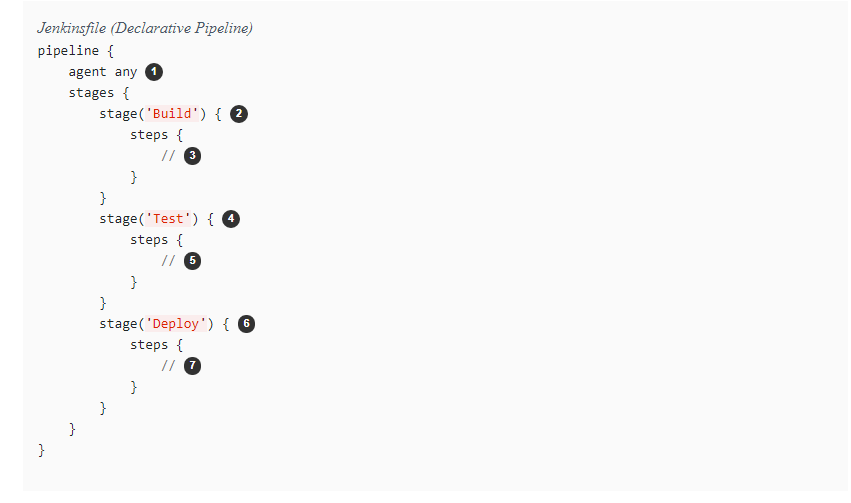 Jenkinsfile (Declarative Pipeline)
pipeline {
    agent any 1
    stages {
        stage('Build') { 2
            steps {
                // 3
            }
        }
        stage('Test') { 4
            steps {
                // 5
            }
        }
        stage('Deploy') { 6
            steps {
                // 7
            }
        }
    }
}